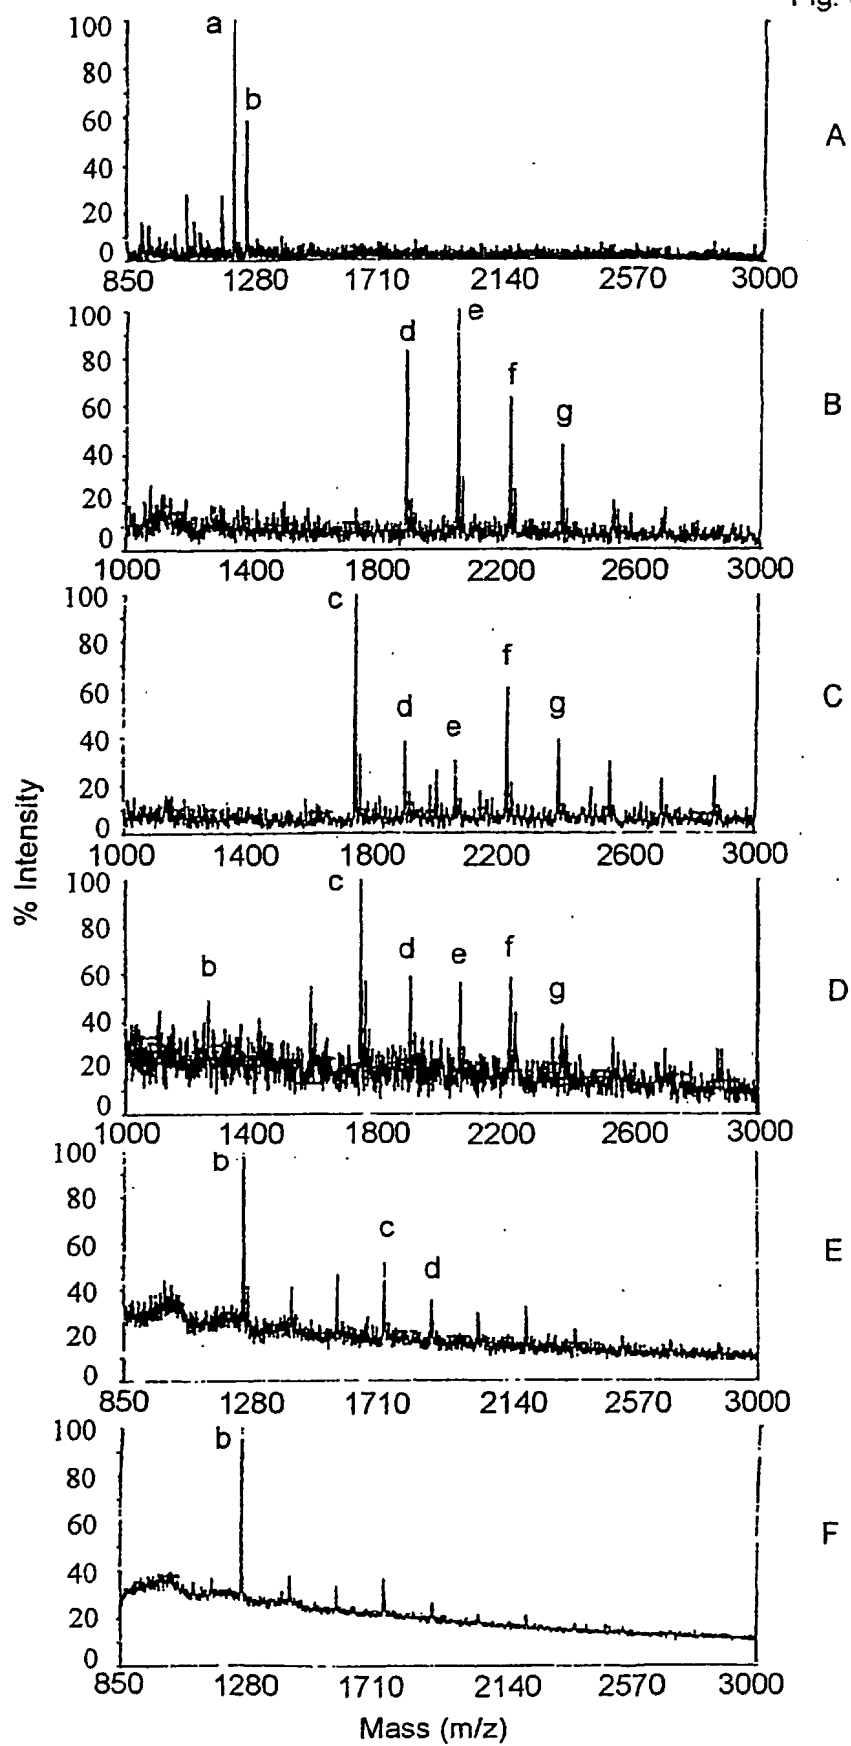 Fig.
100 a
80
b
60
A
40
20
0
850 1280 1710 2140 2570 3000
100 e
d
80
f
60 g
B
40
20
0
1000 1400 1800 2200 2600 3000
100 c
80
f
60
d g
C
e
40
20
0
1000 1400 1800 2200 2600 3000
100 c
80
b d e f
60
g
D
40
20
0
1000 1400 1800 2200 2600 3000
100 b
80
c
60
d
E
40
20
0
850 1280 1710 2140 2570 3000
100 b
80
60
F
40
20
0
850 1280 1710 2140 2570 3000
% Intensity
Mass (m/z)